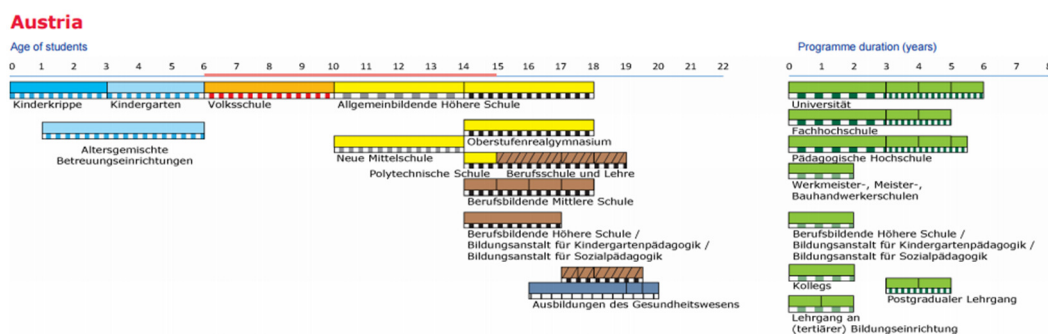 Austria
Age of students
Programme duration (years)
0 1 2 3 4 5 6 7 8 9 10 11 12 13 14 15 16 17 18 19 20 21 22
0 1 2 3 4 5 6 7 8
Kinderkrippe
Kindergarten
Volksschule
Allgemeinbildende Höhere Schule
Altersgemischte
Betreuungseinrichtungen
Oberstufenrealgymnasium
Neue Mittelschule
Polytechnische Schule
Berufsschule und Lehre
Berufsbildende Mittlere Schule
Berufsbildende Höhere Schule /
Bildungsanstalt für Kindergartenpädagogik /
Bildungsanstalt für Sozialpädagogik
Ausbildungen des Gesundheitswesens
Universität
Fachhochschule
Pädagogische Hochschule
Werkmeister-, Meister-,
Bauhandwerkerschulen
Berufsbildende Höhere Schule /
Bildungsanstalt für Kindergartenpädagogik /
Bildungsanstalt für Sozialpädagogik
Kollegs
Postgradualer Lehrgang
Lehrgang an
(tertiärer) Bildungseinrichtung